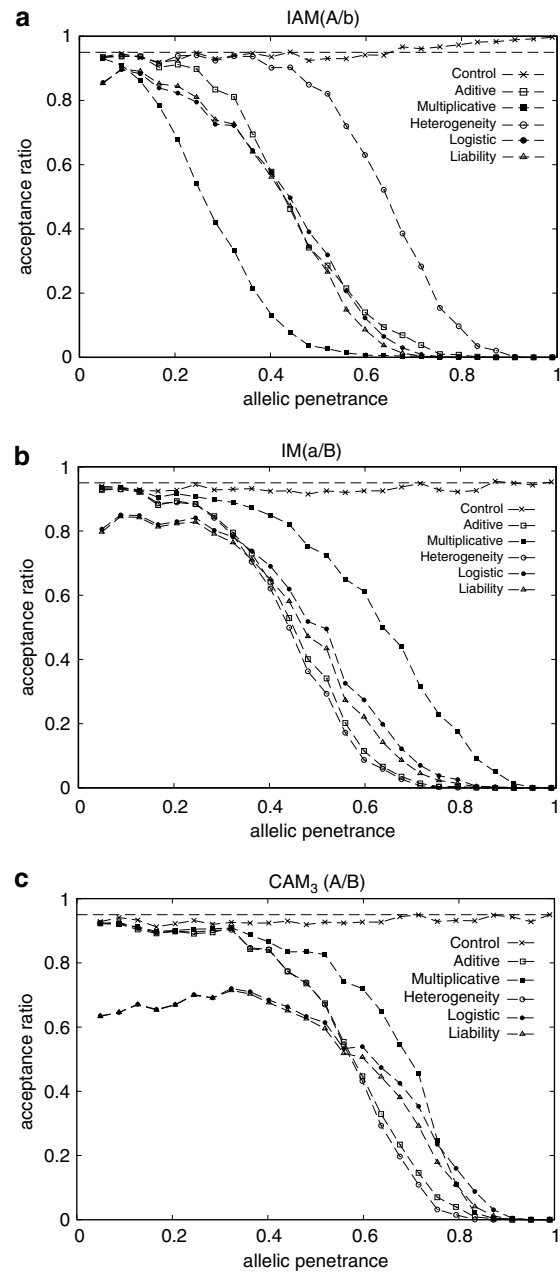 a
IAM(A/b)
1
0.8
0.6
0.4
0.2
0
acceptance ratio
Control
Aditive
Multiplicative
Heterogeneity
Logistic
Liability
0 0.2 0.4 0.6 0.8 1
allelic penetrance
b
IM(a/B)
1
0.8
0.6
0.4
0.2
0
acceptance ratio
Control
Aditive
Multiplicative
Heterogeneity
Logistic
Liability
0 0.2 0.4 0.6 0.8 1
allelic penetrance
c
CAM₃ (A/B)
1
0.8
0.6
0.4
0.2
0
acceptance ratio
Control
Aditive
Multiplicative
Heterogeneity
Logistic
Liability
0 0.2 0.4 0.6 0.8 1
allelic penetrance